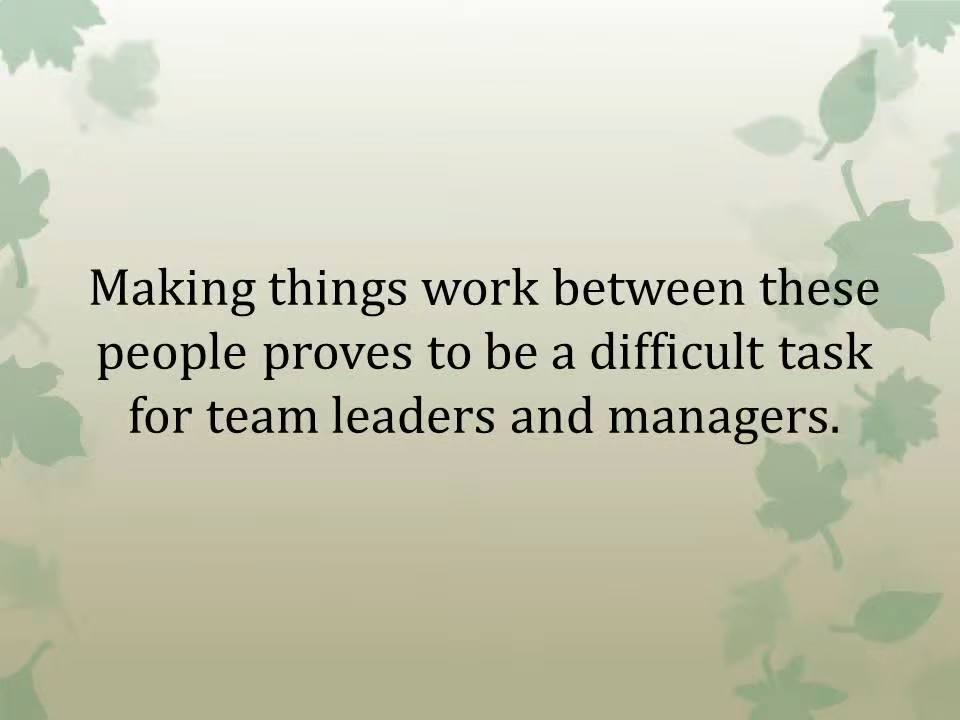 Making things work between these
people proves to be a difficult task
for team leaders and managers.